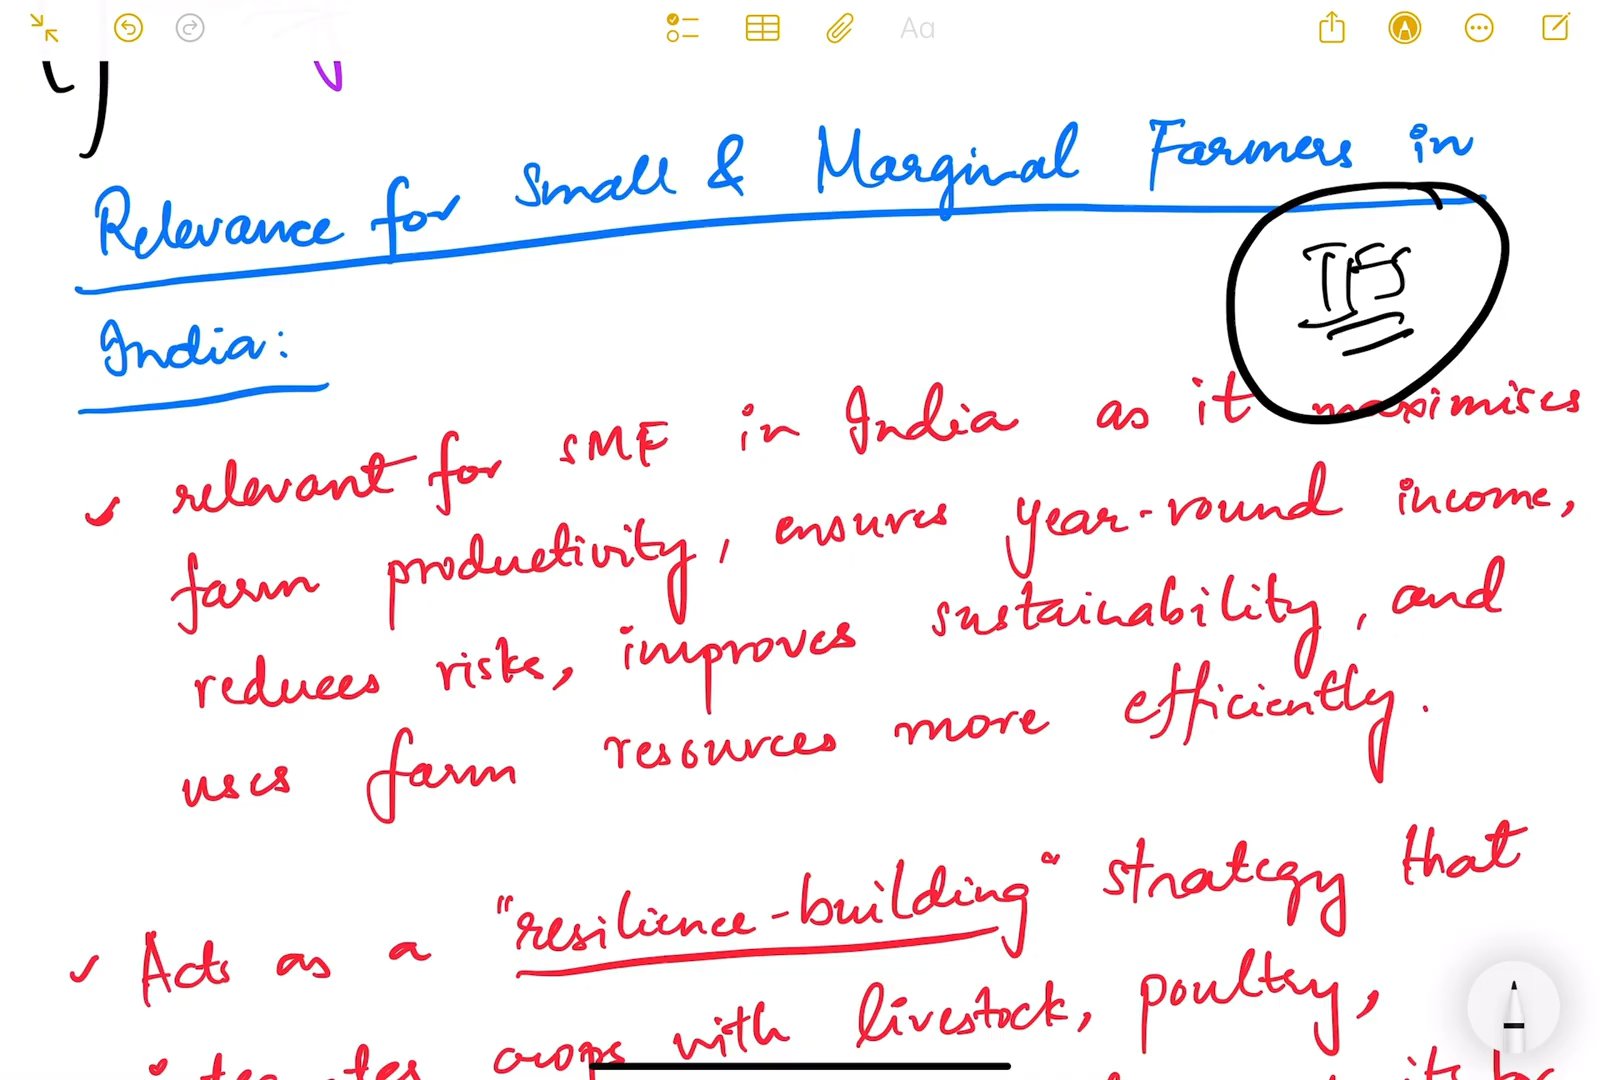 Aa
Relevance for Small & Marginal Farmers in
India:
IFS
relevant for SMF in India as it maximises
farm productivity, ensures year-round income,
reduces risks, improves sustainability, and
uses farm resources more efficiently.
Acts as a "resilience-building" strategy that
integrates crops with livestock, poultry,